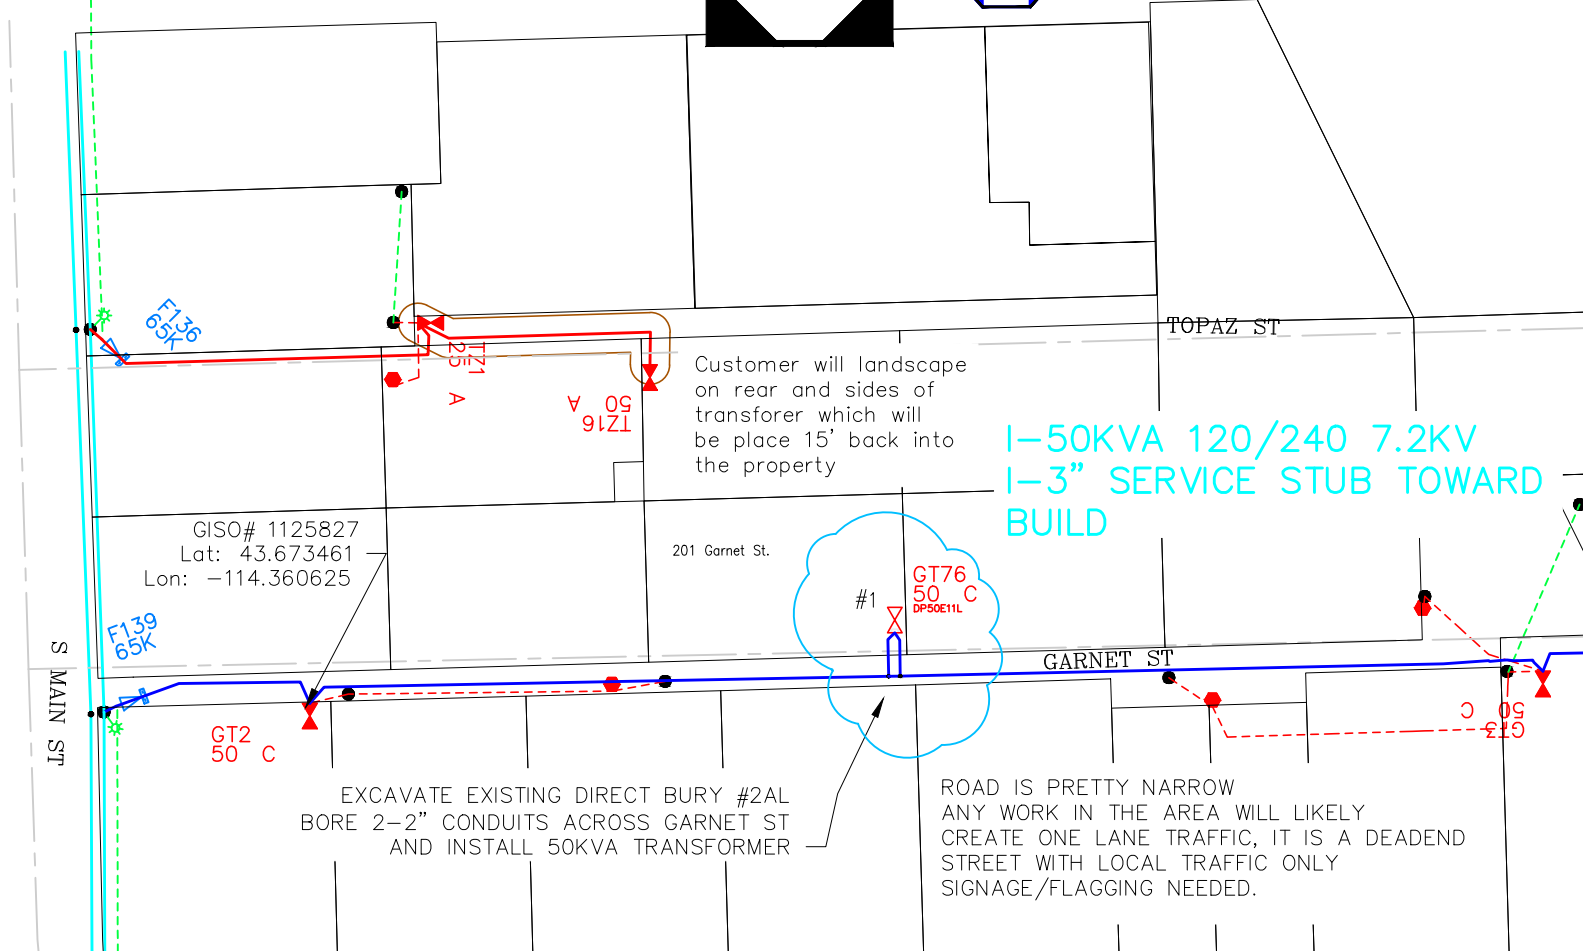 F136
65K
TOPAZ ST
TZ1
25 A
TZ16
50 A
Customer will landscape
on rear and sides of
transforer which will
be place 15' back into
the property
I-50KVA 120/240 7.2KV
I-3" SERVICE STUB TOWARD
BUILD
GISO# 1125827
Lat: 43.673461
Lon: -114.360625
201 Garnet St.
#1
GT76
50 C
DP50E11L
F139
65K
S MAIN ST
GARNET ST
GT2
50 C
GT3
50 C
EXCAVATE EXISTING DIRECT BURY #2AL
BORE 2-2" CONDUITS ACROSS GARNET ST
AND INSTALL 50KVA TRANSFORMER
ROAD IS PRETTY NARROW
ANY WORK IN THE AREA WILL LIKELY
CREATE ONE LANE TRAFFIC, IT IS A DEADEND
STREET WITH LOCAL TRAFFIC ONLY
SIGNAGE/FLAGGING NEEDED.